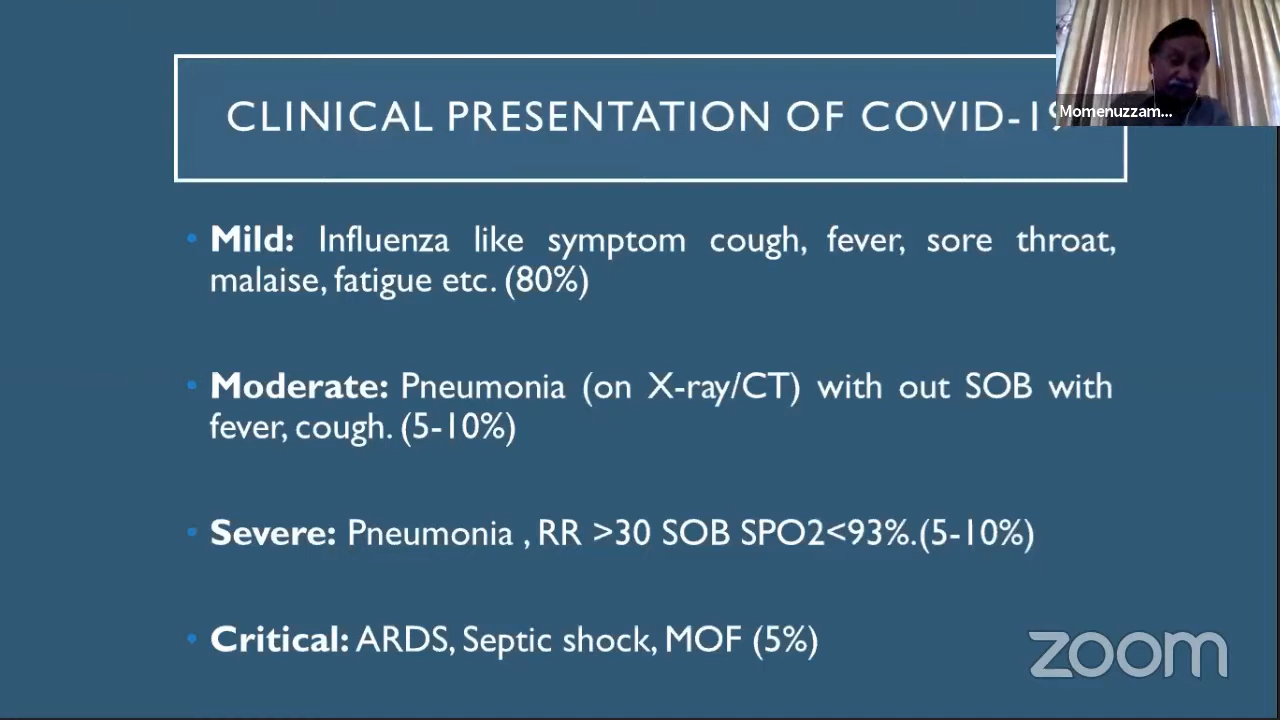 CLINICAL PRESENTATION OF COVID-19
Momenuzzam...
• Mild: Influenza like symptom cough, fever, sore throat,
malaise, fatigue etc. (80%)
• Moderate: Pneumonia (on X-ray/CT) with out SOB with
fever, cough. (5-10%)
• Severe: Pneumonia , RR >30 SOB SPO2<93%.(5-10%)
• Critical: ARDS, Septic shock, MOF (5%)
zoom